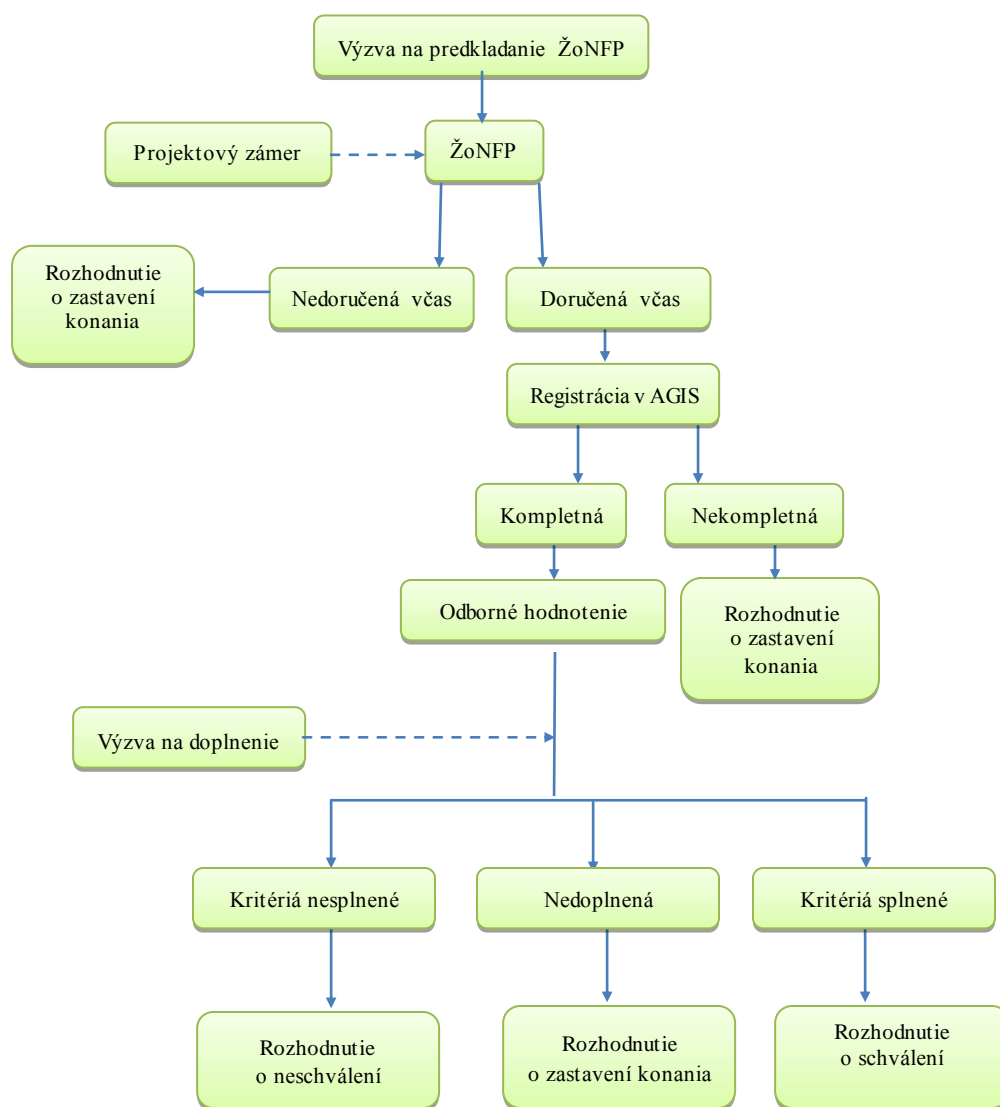 Výzva na predkladanie ŽoNFP
Projektový zámer
ŽoNFP
Rozhodnutie
o zastavení
konania
Nedoručená včas
Doručená včas
Registrácia v AGIS
Kompletná
Nekompletná
Odborné hodnotenie
Rozhodnutie
o zastavení
konania
Výzva na doplnenie
Kritériá nesplnené
Nedoplnená
Kritériá splnené
Rozhodnutie
o neschválení
Rozhodnutie
o zastavení konania
Rozhodnutie
o schválení